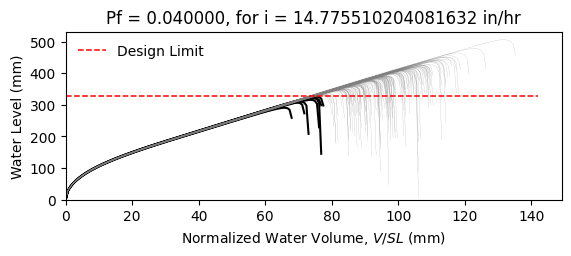 Pf = 0.040000, for i = 14.775510204081632 in/hr
Design Limit
Water Level (mm)
500
400
300
200
100
0
0 20 40 60 80 100 120 140
Normalized Water Volume, V/SL (mm)